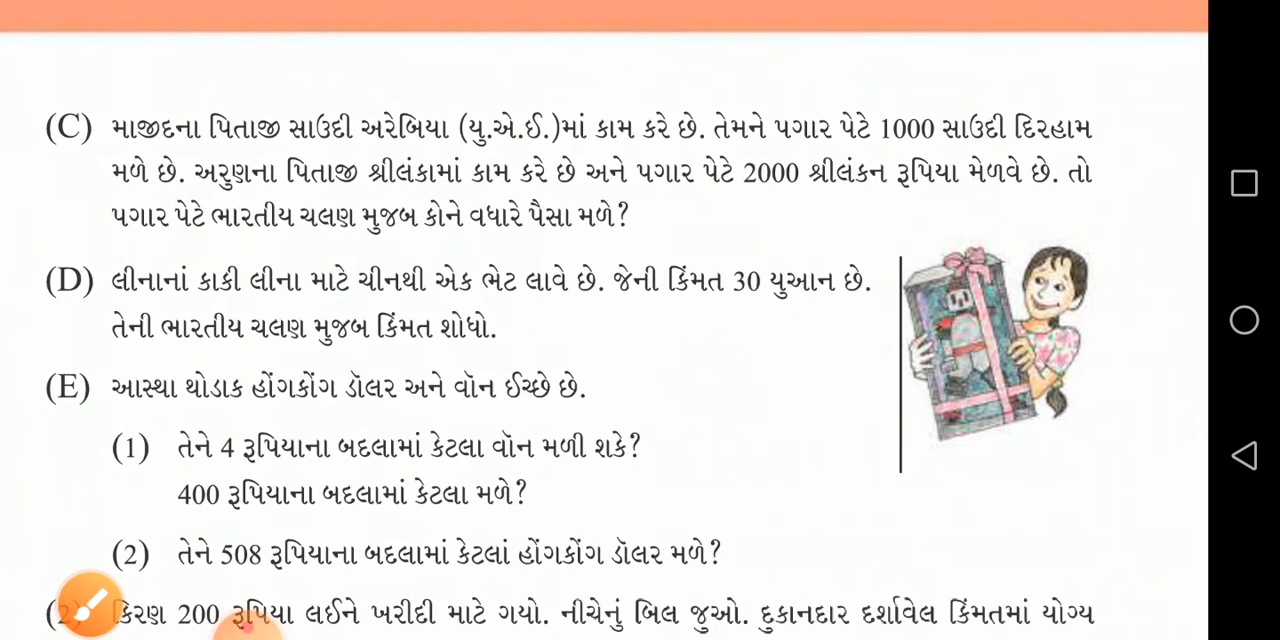 (C) માજીદના પિતાજી સાઉદી અરેબિયા (યુ.એ.ઈ.)માં કામ કરે છે. તેમને પગાર પેટે 1000 સાઉદી દિરહામ
મળે છે. અરુણના પિતાજી શ્રીલંકામાં કામ કરે છે અને પગાર પેટે 2000 શ્રીલંકન રૂપિયા મેળવે છે. તો
પગાર પેટે ભારતીય ચલણ મુજબ કોને વધારે પૈસા મળે?
(D) લીનાનાં કાકી લીના માટે ચીનથી એક ભેટ લાવે છે. જેની કિંમત 30 યુઆન છે.
તેની ભારતીય ચલણ મુજબ કિંમત શોધો.
(E) આસ્થા થોડાક હોંગકોંગ ડૉલર અને વૉન ઈચ્છે છે.
(1) તેને 4 રૂપિયાના બદલામાં કેટલા વૉન મળી શકે?
400 રૂપિયાના બદલામાં કેટલા મળે?
(2) તેને 508 રૂપિયાના બદલામાં કેટલાં હોંગકોંગ ડૉલર મળે?
(2) કિરણ 200 રૂપિયા લઈને ખરીદી માટે ગયો. નીચેનું બિલ જુઓ. દુકાનદાર દર્શાવેલ કિંમતમાં યોગ્ય